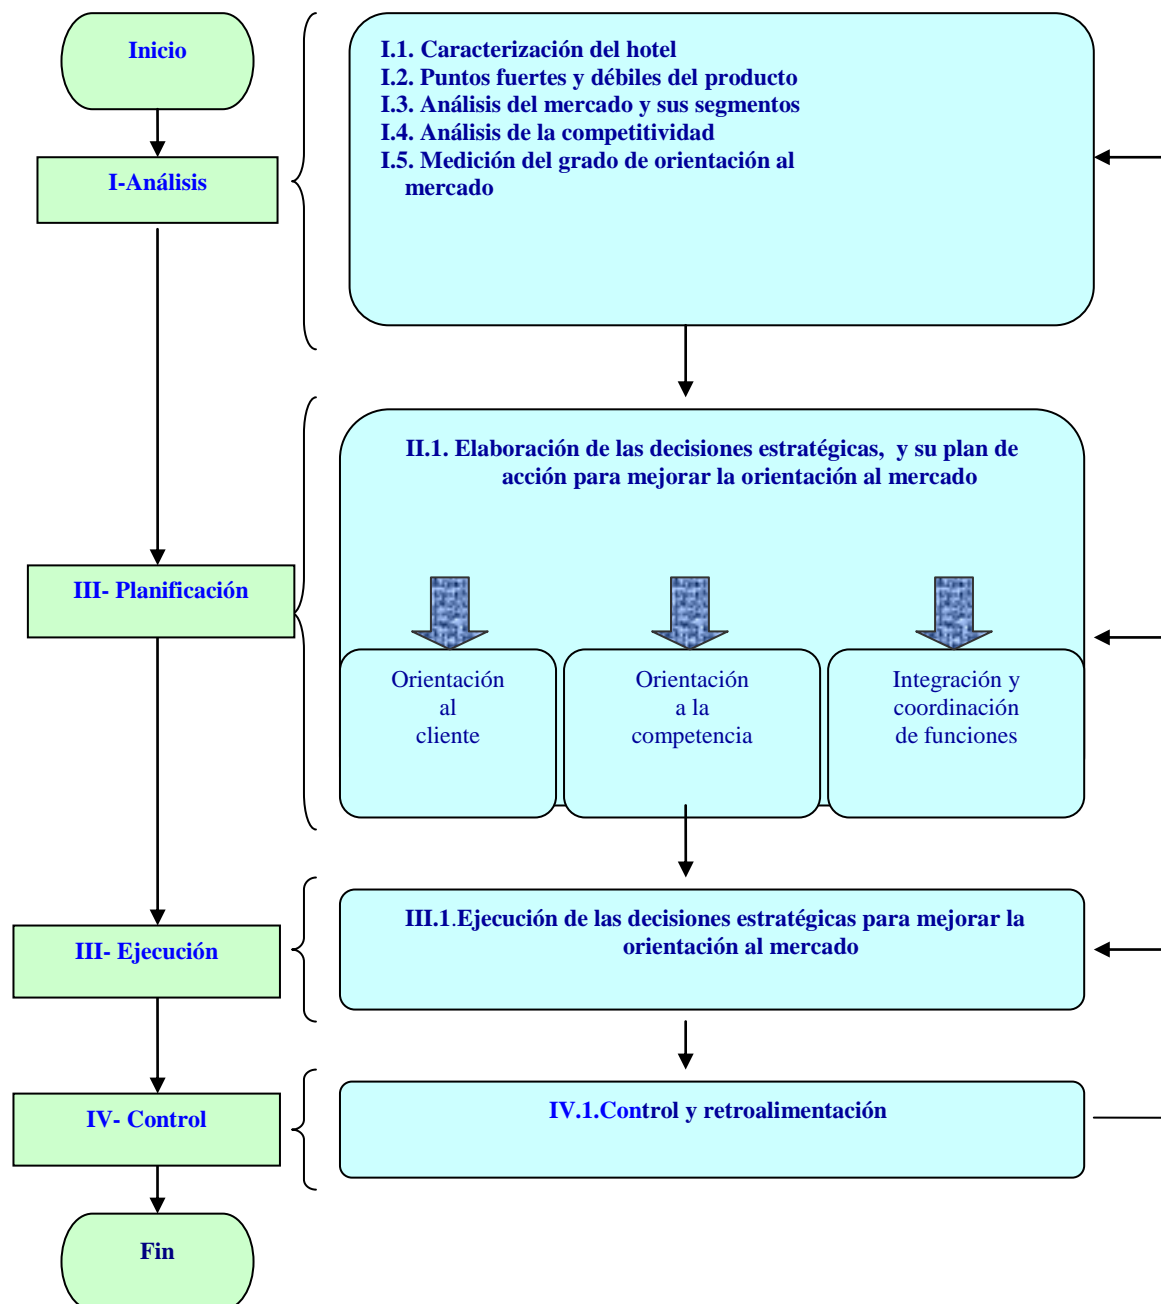 Inicio
I.1. Caracterización del hotel
I.2. Puntos fuertes y débiles del producto
I.3. Análisis del mercado y sus segmentos
I.4. Análisis de la competitividad
I.5. Medición del grado de orientación al
mercado
I-Análisis
II.1. Elaboración de las decisiones estratégicas,  y su plan de
acción para mejorar la orientación al mercado
III- Planificación
Orientación
al
cliente
Orientación
a la
competencia
Integración y
coordinación
de funciones
III.1.Ejecución de las decisiones estratégicas para mejorar la
orientación al mercado
III- Ejecución
IV.1.Control y retroalimentación
IV- Control
Fin